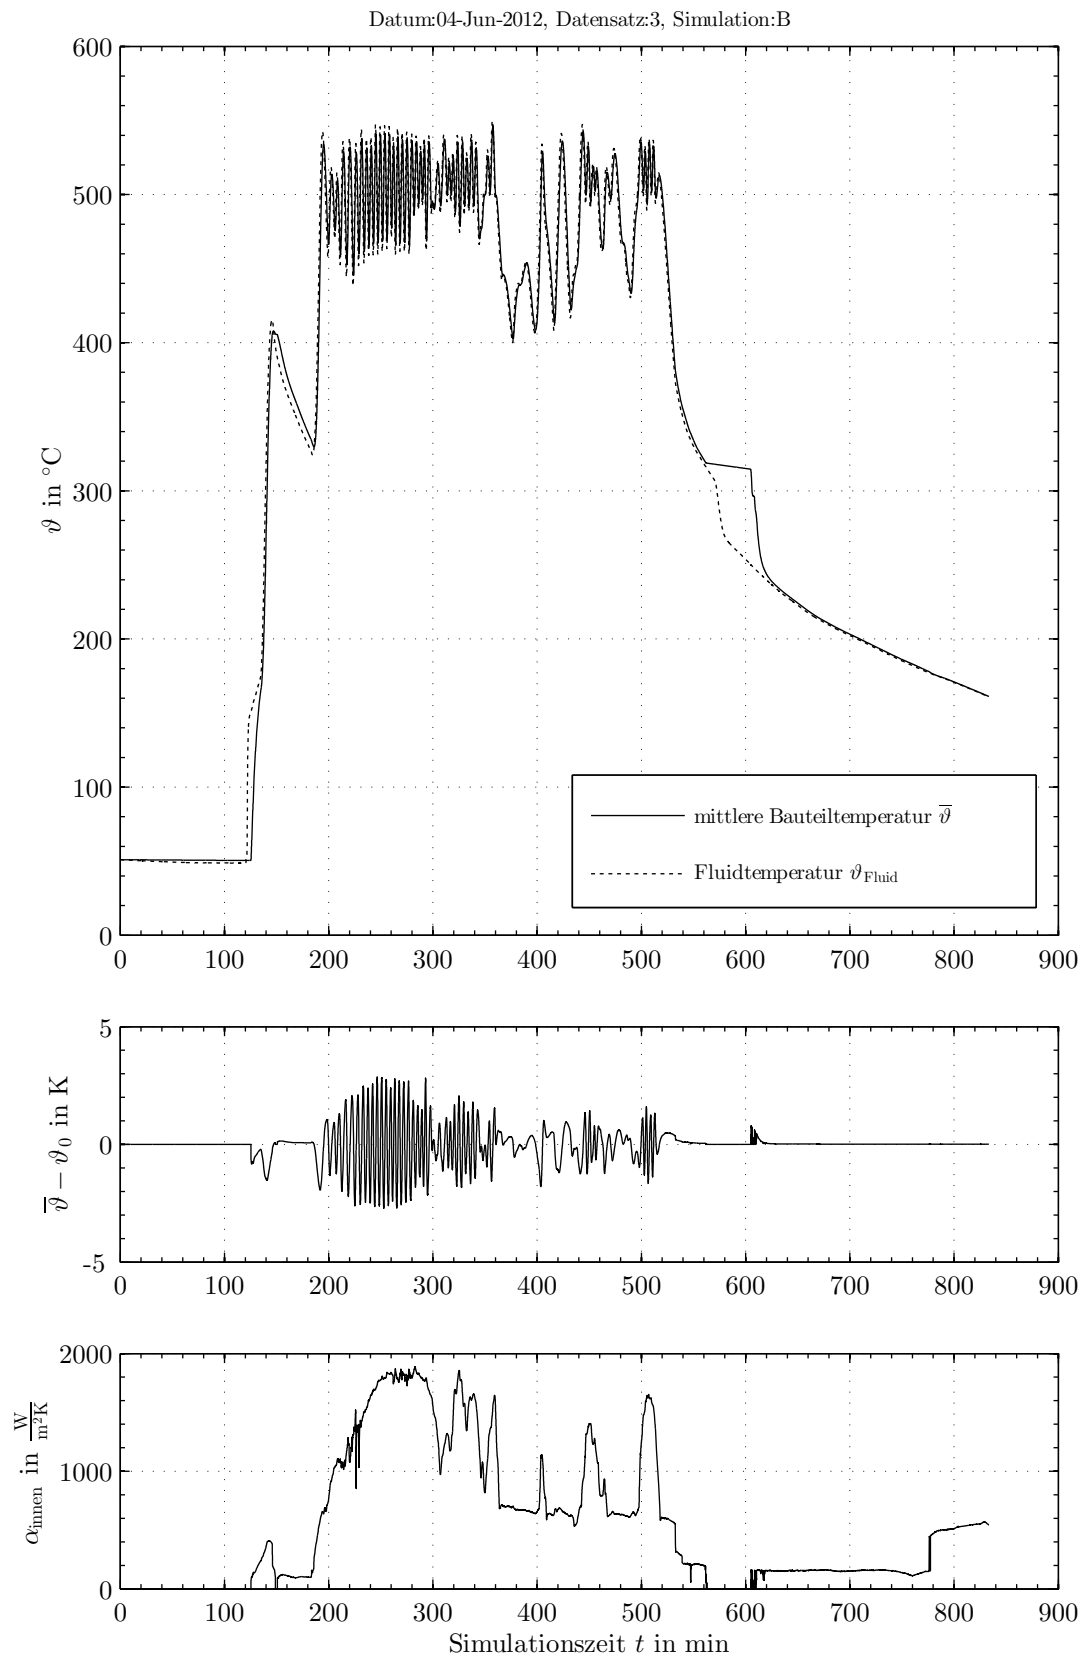 Datum:04-Jun-2012, Datensatz:3, Simulation:B
600
500
400
300
200
100
0
ϑ in °C
mittlere Bauteiltemperatur ϑ̅
Fluidtemperatur ϑ_Fluid
0 100 200 300 400 500 600 700 800 900
5
0
-5
ϑ̅ − ϑ₀ in K
0 100 200 300 400 500 600 700 800 900
2000
1000
0
α_innen in W/m²K
0 100 200 300 400 500 600 700 800 900
Simulationszeit t in min